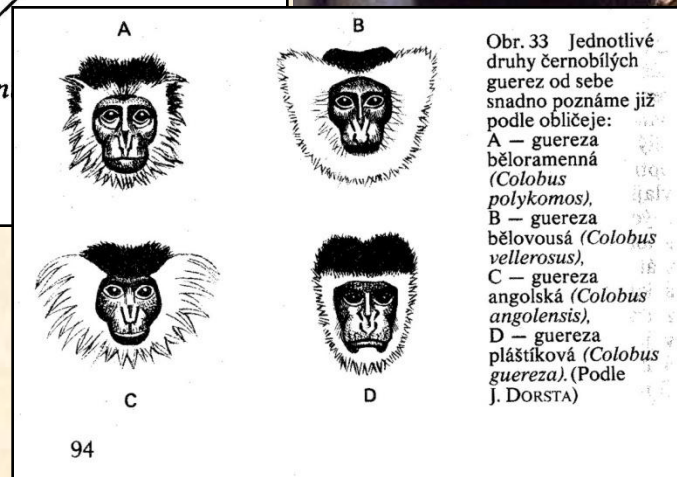 n
A
B
Obr. 33 Jednotlivé
druhy černobílých
guerez od sebe
snadno poznáme již
podle obličeje:
A — guereza
běloramenná
(Colobus
polykomos),
B — guereza
bělovousá (Colobus
vellerosus),
C — guereza
angolská (Colobus
angolensis),
D — guereza
pláštíková (Colobus
guereza). (Podle
J. DORSTA)
C
D
94